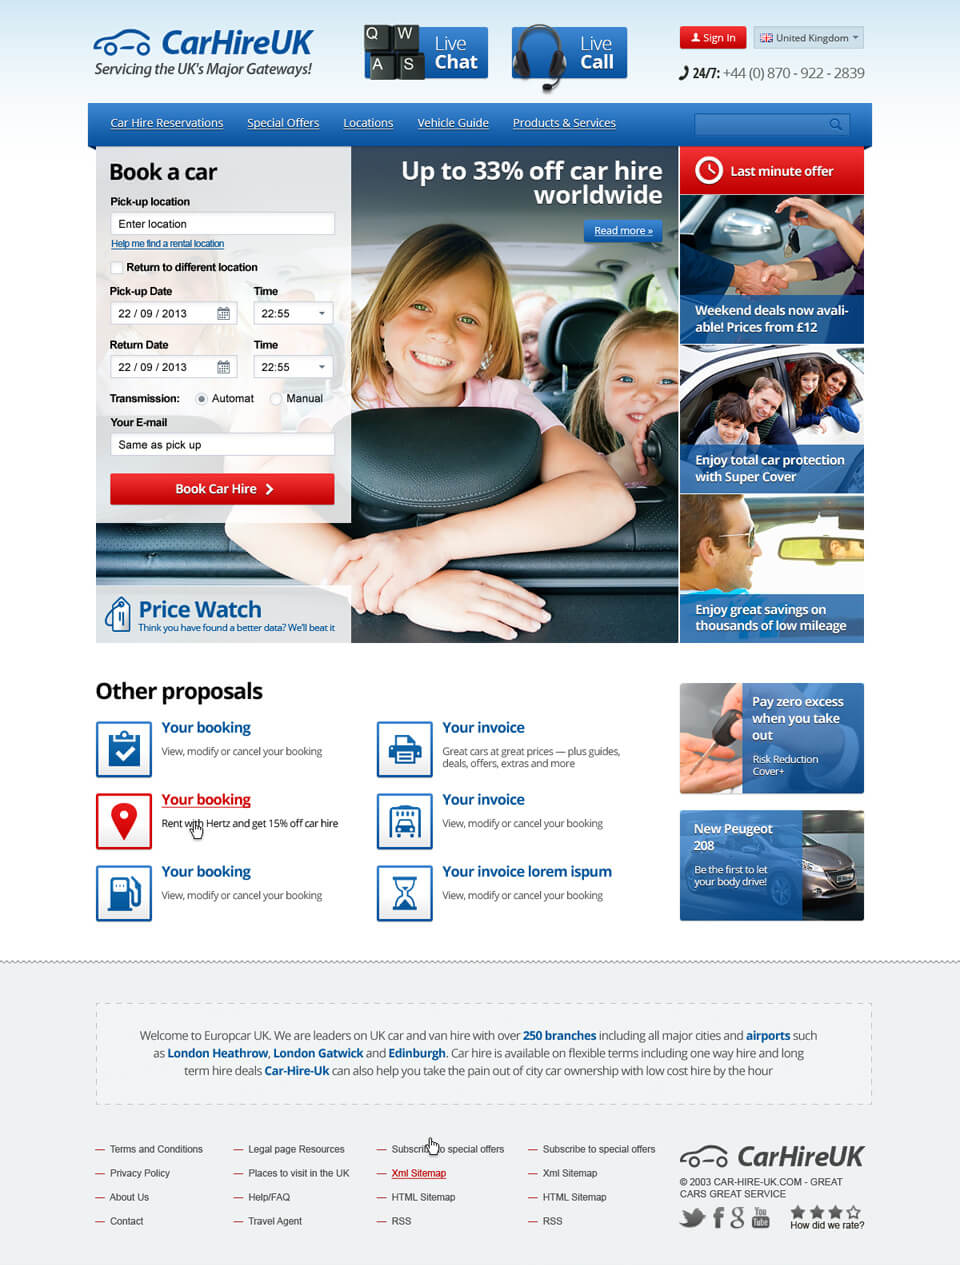 CarHireUK
Servicing the UK's Major Gateways!
Q W
A S
Live
Chat
Live
Call
Sign In
United Kingdom
24/7: +44 (0) 870 - 922 - 2839
Car Hire Reservations
Special Offers
Locations
Vehicle Guide
Products & Services
Book a car
Pick-up location
Enter location
Help me find a rental location
Return to different location
Pick-up Date Time
22 / 09 / 2013 22:55
Return Date Time
22 / 09 / 2013 22:55
Transmission: Automat Manual
Your E-mail
Same as pick up
Book Car Hire
Price Watch
Think you have found a better data? We'll beat it
Up to 33% off car hire
worldwide
Read more »
Last minute offer
Weekend deals now avali-
able! Prices from £12
Enjoy total car protection
with Super Cover
Enjoy great savings on
thousands of low mileage
Other proposals
Your booking
View, modify or cancel your booking
Your invoice
Great cars at great prices — plus guides,
deals, offers, extras and more
Your booking
Rent with Hertz and get 15% off car hire
Your invoice
View, modify or cancel your booking
Your booking
View, modify or cancel your booking
Your invoice lorem ispum
View, modify or cancel your booking
Pay zero excess
when you take
out
Risk Reduction
Cover+
New Peugeot
208
Be the first to let
your body drive!
Welcome to Europcar UK. We are leaders on UK car and van hire with over 250 branches including all major cities and airports such
as London Heathrow, London Gatwick and Edinburgh. Car hire is available on flexible terms including one way hire and long
term hire deals Car-Hire-Uk can also help you take the pain out of city car ownership with low cost hire by the hour
— Terms and Conditions
— Privacy Policy
— About Us
— Contact
— Legal page Resources
— Places to visit in the UK
— Help/FAQ
— Travel Agent
— Subscribe to special offers
— Xml Sitemap
— HTML Sitemap
— RSS
— Subscribe to special offers
— Xml Sitemap
— HTML Sitemap
— RSS
CarHireUK
© 2003 CAR-HIRE-UK.COM - GREAT
CARS GREAT SERVICE
You
Tube
How did we rate?